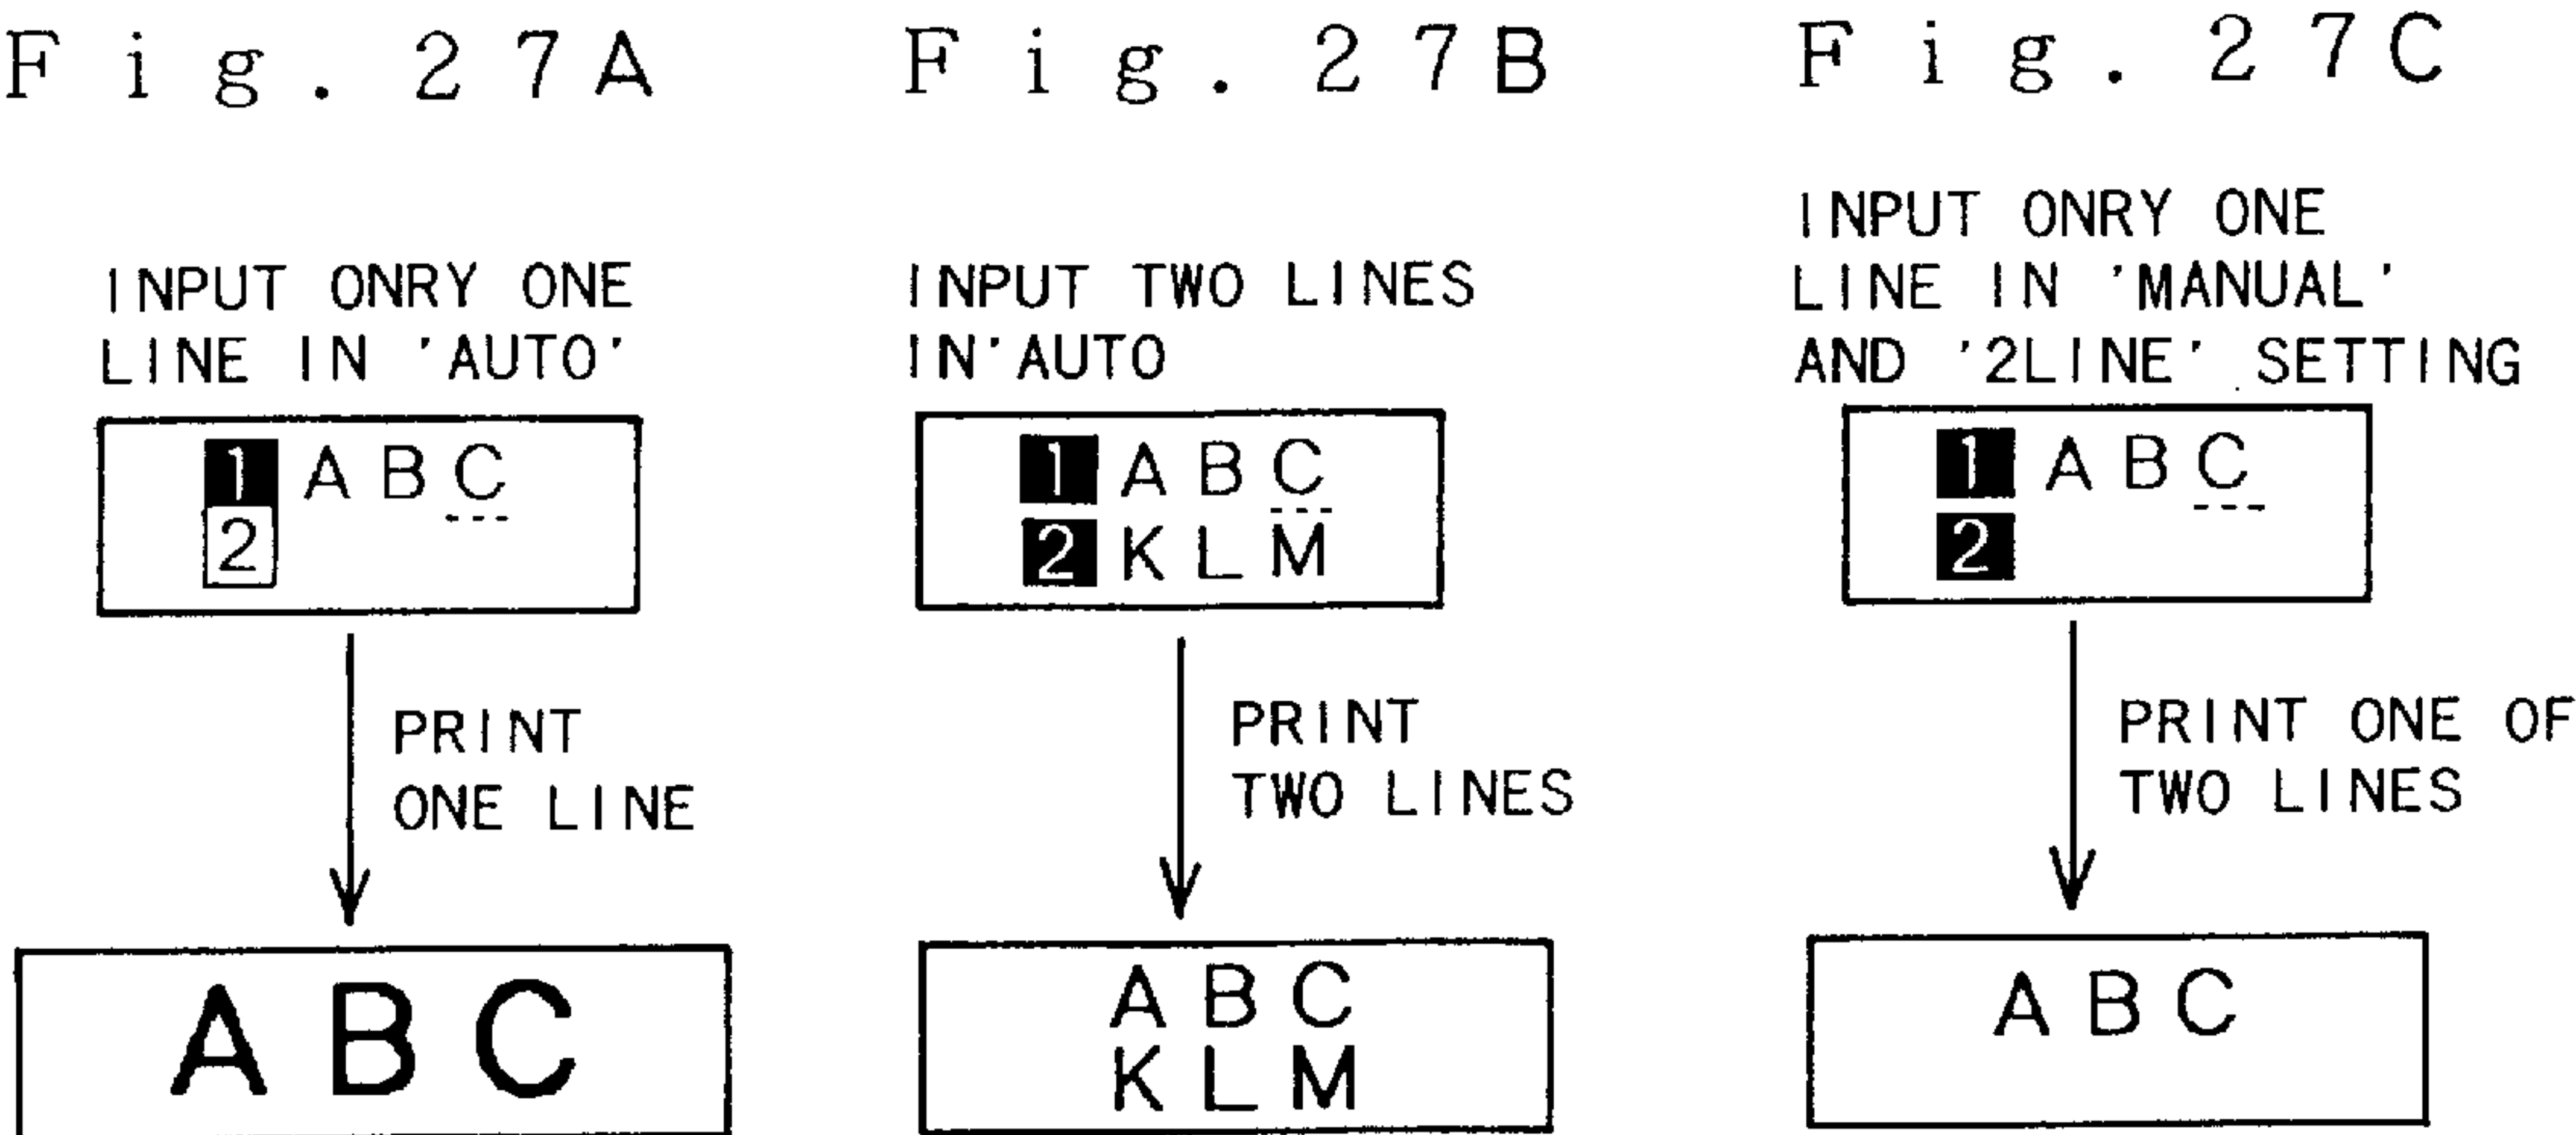 Fig.27A
INPUT ONRY ONE
LINE IN 'AUTO'
1 ABC
2
PRINT
ONE LINE
ABC
Fig.27B
INPUT TWO LINES
IN'AUTO
1 ABC
2 KLM
PRINT
TWO LINES
ABC
KLM
Fig.27C
INPUT ONRY ONE
LINE IN 'MANUAL'
AND '2LINE' SETTING
1 ABC
2
PRINT ONE OF
TWO LINES
ABC